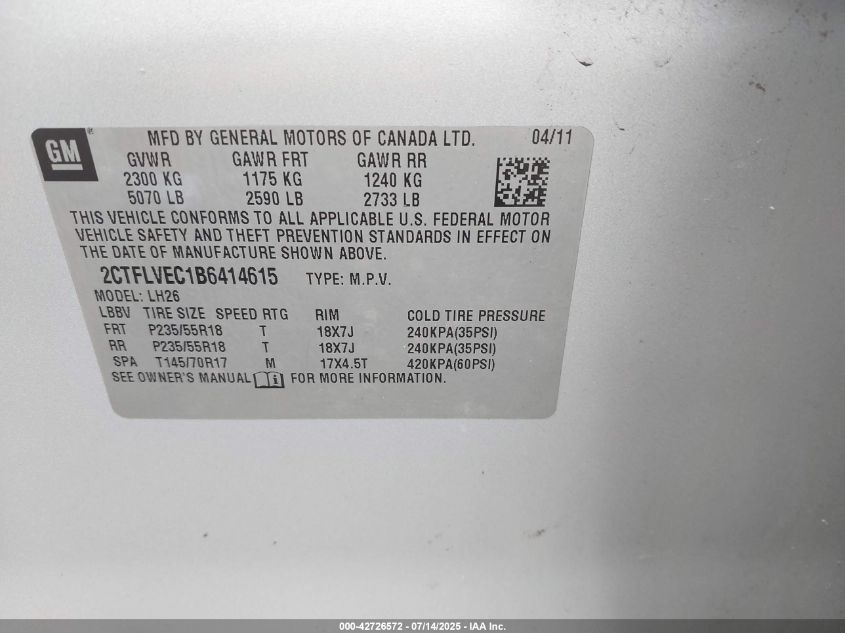 GM®
MFD BY GENERAL MOTORS OF CANADA LTD. 04/11
GVWR GAWR FRT GAWR RR
2300 KG 1175 KG 1240 KG
5070 LB 2590 LB 2733 LB
THIS VEHICLE CONFORMS TO ALL APPLICABLE U.S. FEDERAL MOTOR
VEHICLE SAFETY AND THEFT PREVENTION STANDARDS IN EFFECT ON
THE DATE OF MANUFACTURE SHOWN ABOVE.
2CTFLVEC1B6414615 TYPE: M.P.V.
MODEL: LH26
LBBV TIRE SIZE SPEED RTG RIM COLD TIRE PRESSURE
FRT P235/55R18 T 18X7J 240KPA(35PSI)
RR P235/55R18 T 18X7J 240KPA(35PSI)
SPA T145/70R17 M 17X4.5T 420KPA(60PSI)
SEE OWNER'S MANUAL i FOR MORE INFORMATION.
000-42726572 - 07/14/2025 - IAA Inc.